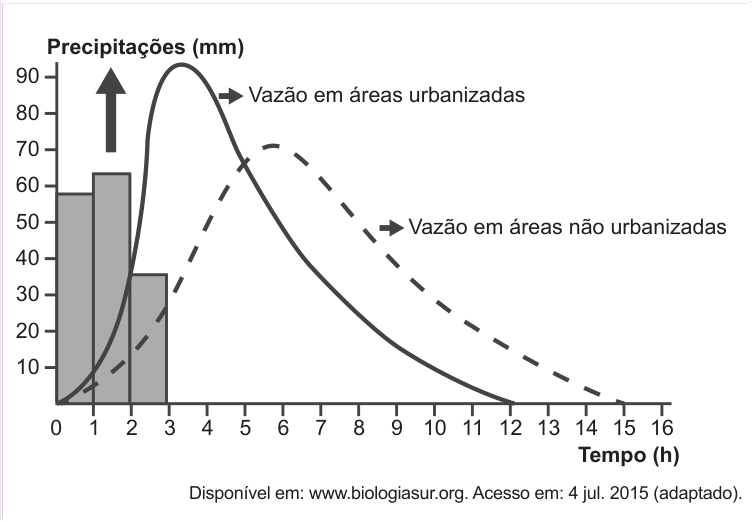 Precipitações (mm)
90
Vazão em áreas urbanizadas
80
70
60
50
Vazão em áreas não urbanizadas
40
30
20
10
0 1 2 3 4 5 6 7 8 9 10 11 12 13 14 15 16
Tempo (h)
Disponível em: www.biologiasur.org. Acesso em: 4 jul. 2015 (adaptado).